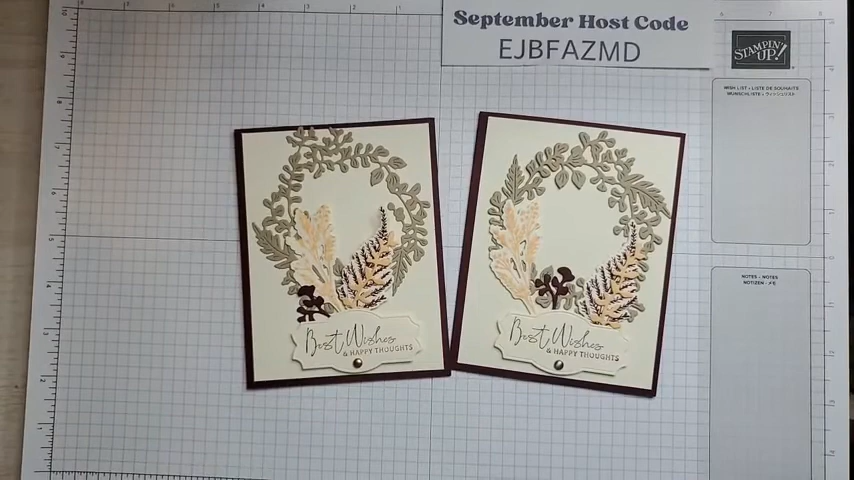 September Host Code
EJBFAZMD
STAMPIN' UP!
WISH LIST • LISTE DE SOUHAITS
WUNSCHLISTE • ウィッシュリスト
NOTES • NOTES
NOTIZEN • メモ
Best Wishes
& HAPPY THOUGHTS
Best Wishes
& HAPPY THOUGHTS